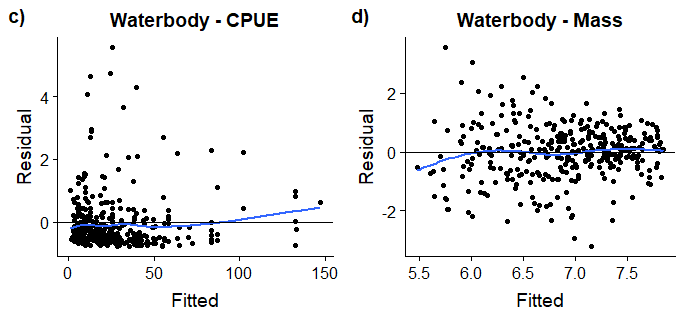 c)
Waterbody - CPUE
Residual
4
2
0
0
50
100
150
Fitted
d)
Waterbody - Mass
Residual
2
0
-2
5.5
6.0
6.5
7.0
7.5
Fitted